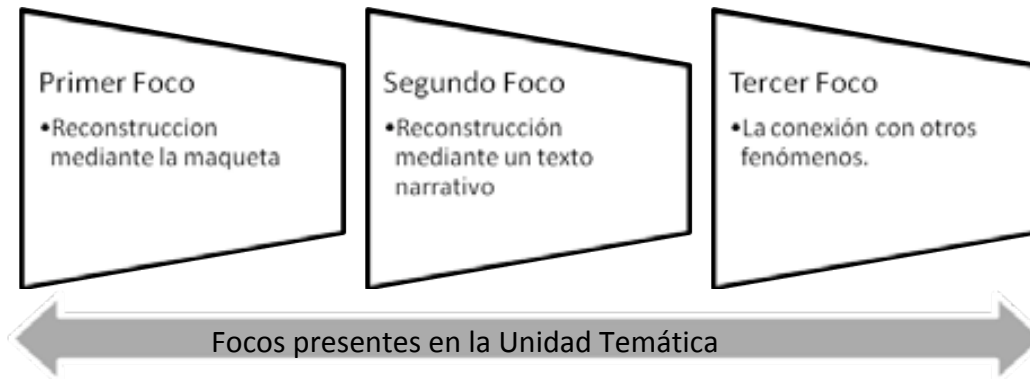 Primer Foco
•Reconstruccion
mediante la maqueta
Segundo Foco
•Reconstrucción
mediante un texto
narrativo
Tercer Foco
•La conexión con otros
fenómenos.
Focos presentes en la Unidad Temática